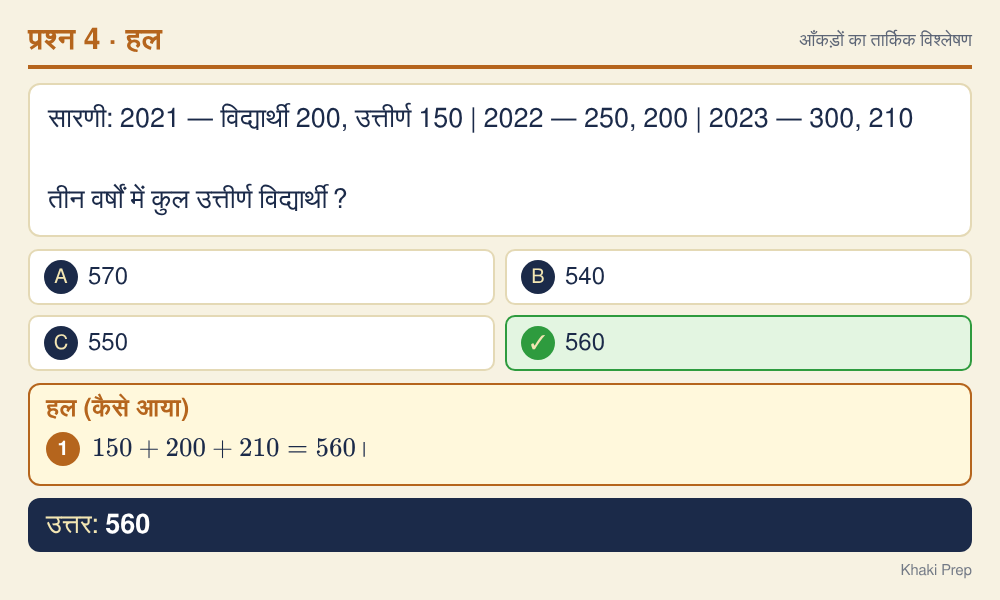 प्रश्न 4 · हल
आँकड़ों का तार्किक विश्लेषण
सारणी: 2021 — विद्यार्थी 200, उत्तीर्ण 150 | 2022 — 250, 200 | 2023 — 300, 210
तीन वर्षों में कुल उत्तीर्ण विद्यार्थी ?
A 570
B 540
C 550
✓ 560
हल (कैसे आया)
1 150 + 200 + 210 = 560।
उत्तर: 560
Khaki Prep